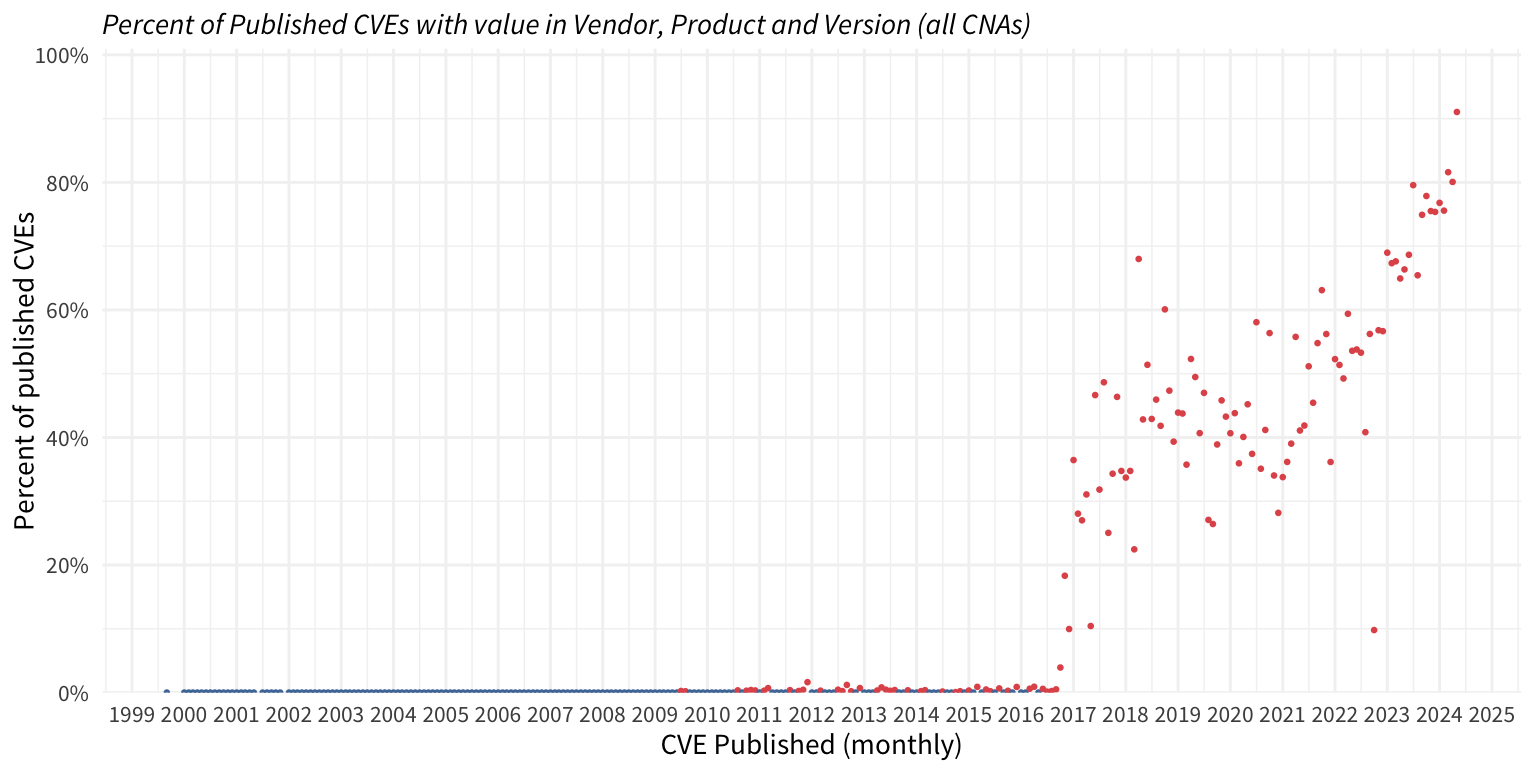 Percent of Published CVEs with value in Vendor, Product and Version (all CNAs)
100%
80%
60%
40%
20%
0%
Percent of published CVEs
1999 2000 2001 2002 2003 2004 2005 2006 2007 2008 2009 2010 2011 2012 2013 2014 2015 2016 2017 2018 2019 2020 2021 2022 2023 2024 2025
CVE Published (monthly)